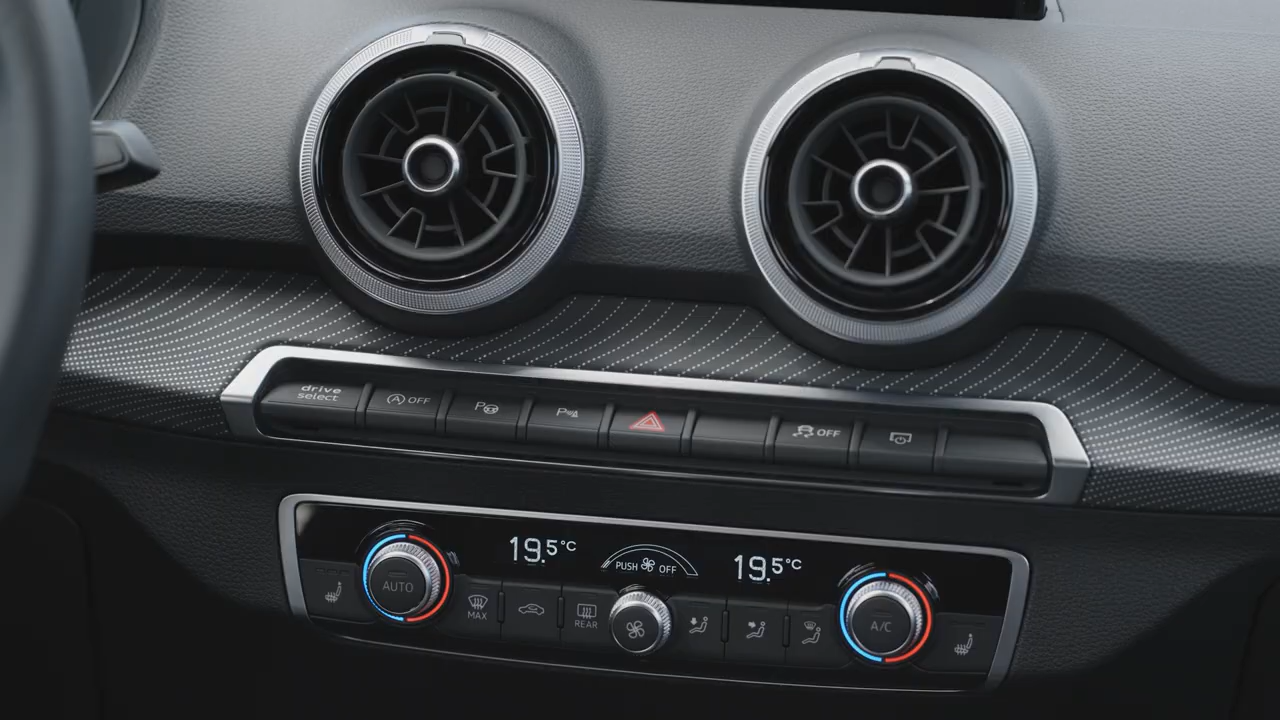 drive
select
A OFF
P
P
OFF
19.5°C
PUSH OFF
19.5°C
AUTO
MAX
REAR
A/C